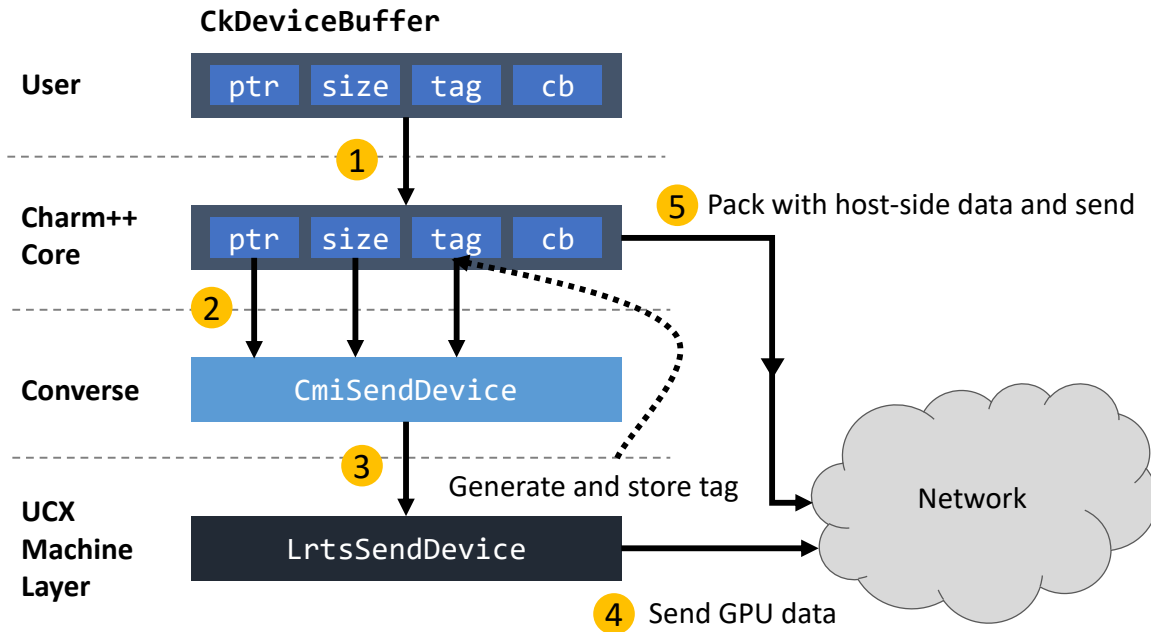 CkDeviceBuffer
User
ptr size tag cb
1
Charm++
Core
ptr size tag cb
5 Pack with host-side data and send
2
Converse
CmiSendDevice
3
Generate and store tag
UCX
Machine
Layer
LrtsSendDevice
Network
4 Send GPU data